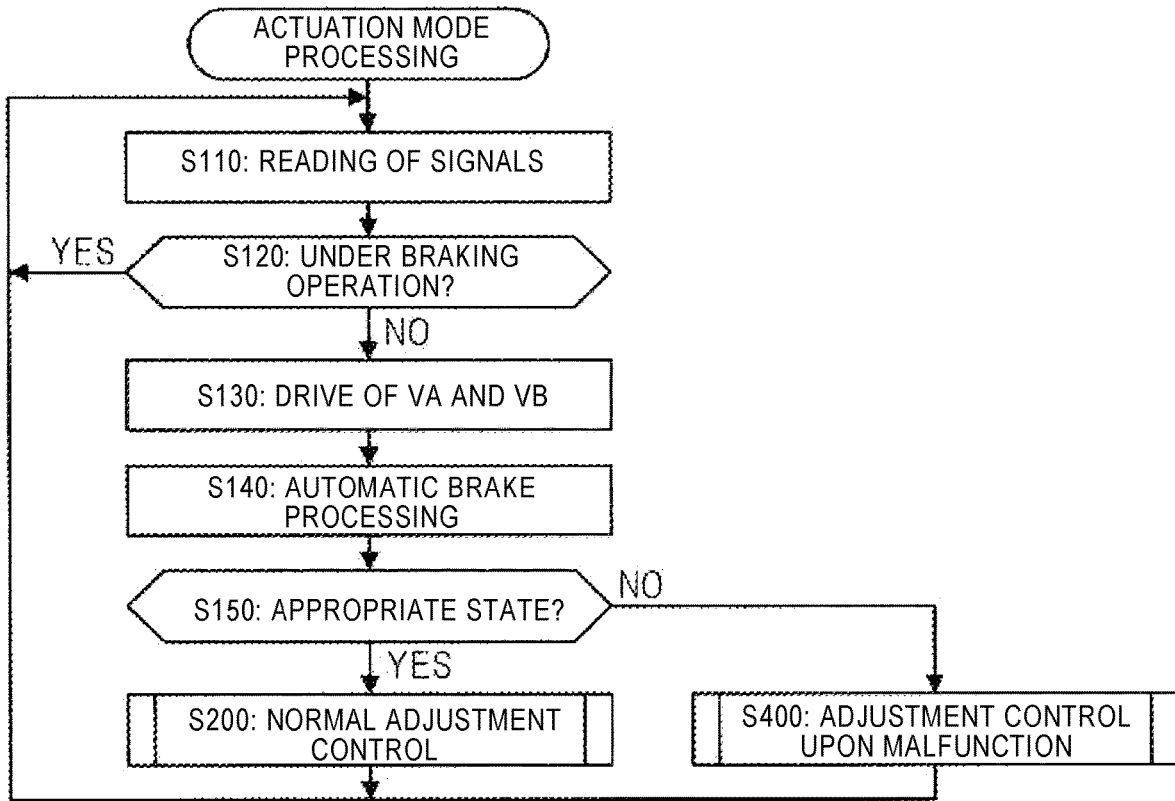 ACTUATION MODE
PROCESSING
S110: READING OF SIGNALS
YES
S120: UNDER BRAKING
OPERATION?
NO
S130: DRIVE OF VA AND VB
S140: AUTOMATIC BRAKE
PROCESSING
S150: APPROPRIATE STATE?
NO
YES
S200: NORMAL ADJUSTMENT
CONTROL
S400: ADJUSTMENT CONTROL
UPON MALFUNCTION